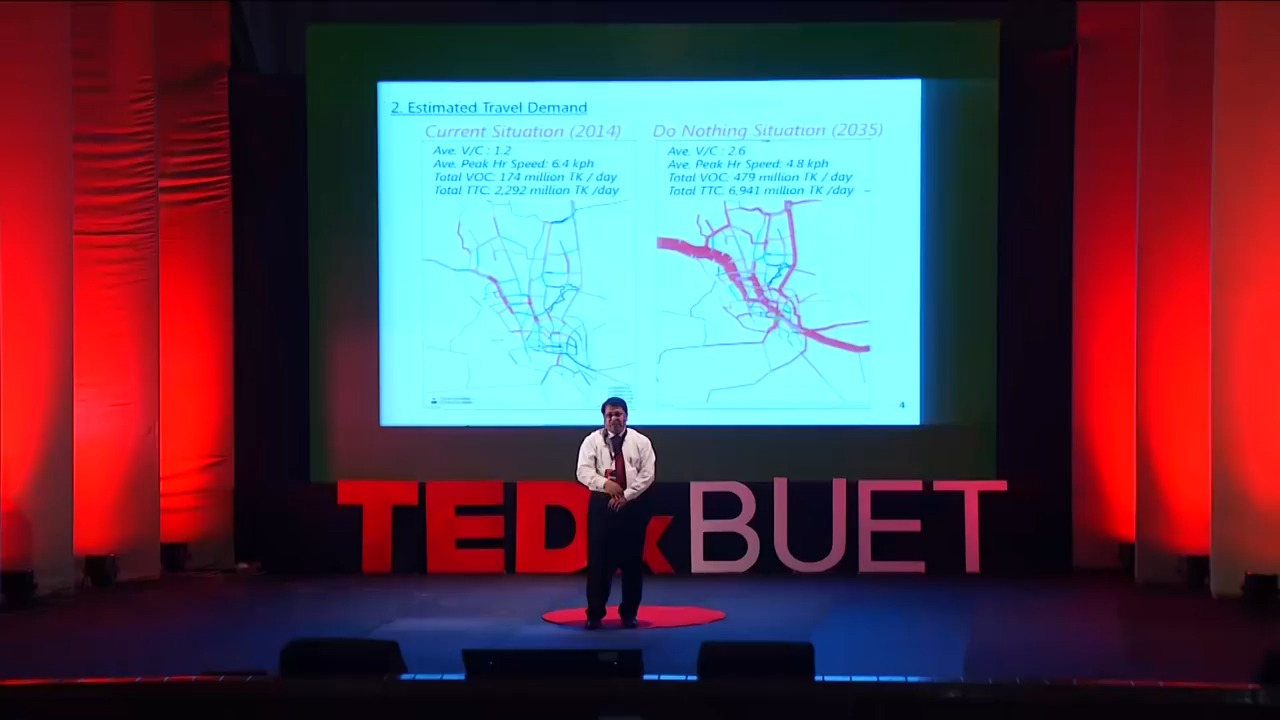 2. Estimated Travel Demand
Current Situation (2014)
Ave. V/C : 1.2
Ave. Peak Hr Speed: 6.4 kph
Total VOC: 174 million TK / day
Total TTC: 2,292 million TK /day
Do Nothing Situation (2035)
Ave. V/C : 2.6
Ave. Peak Hr Speed: 4.8 kph
Total VOC: 479 million TK / day
Total TTC: 6,941 million TK /day
4
TEDxBUET